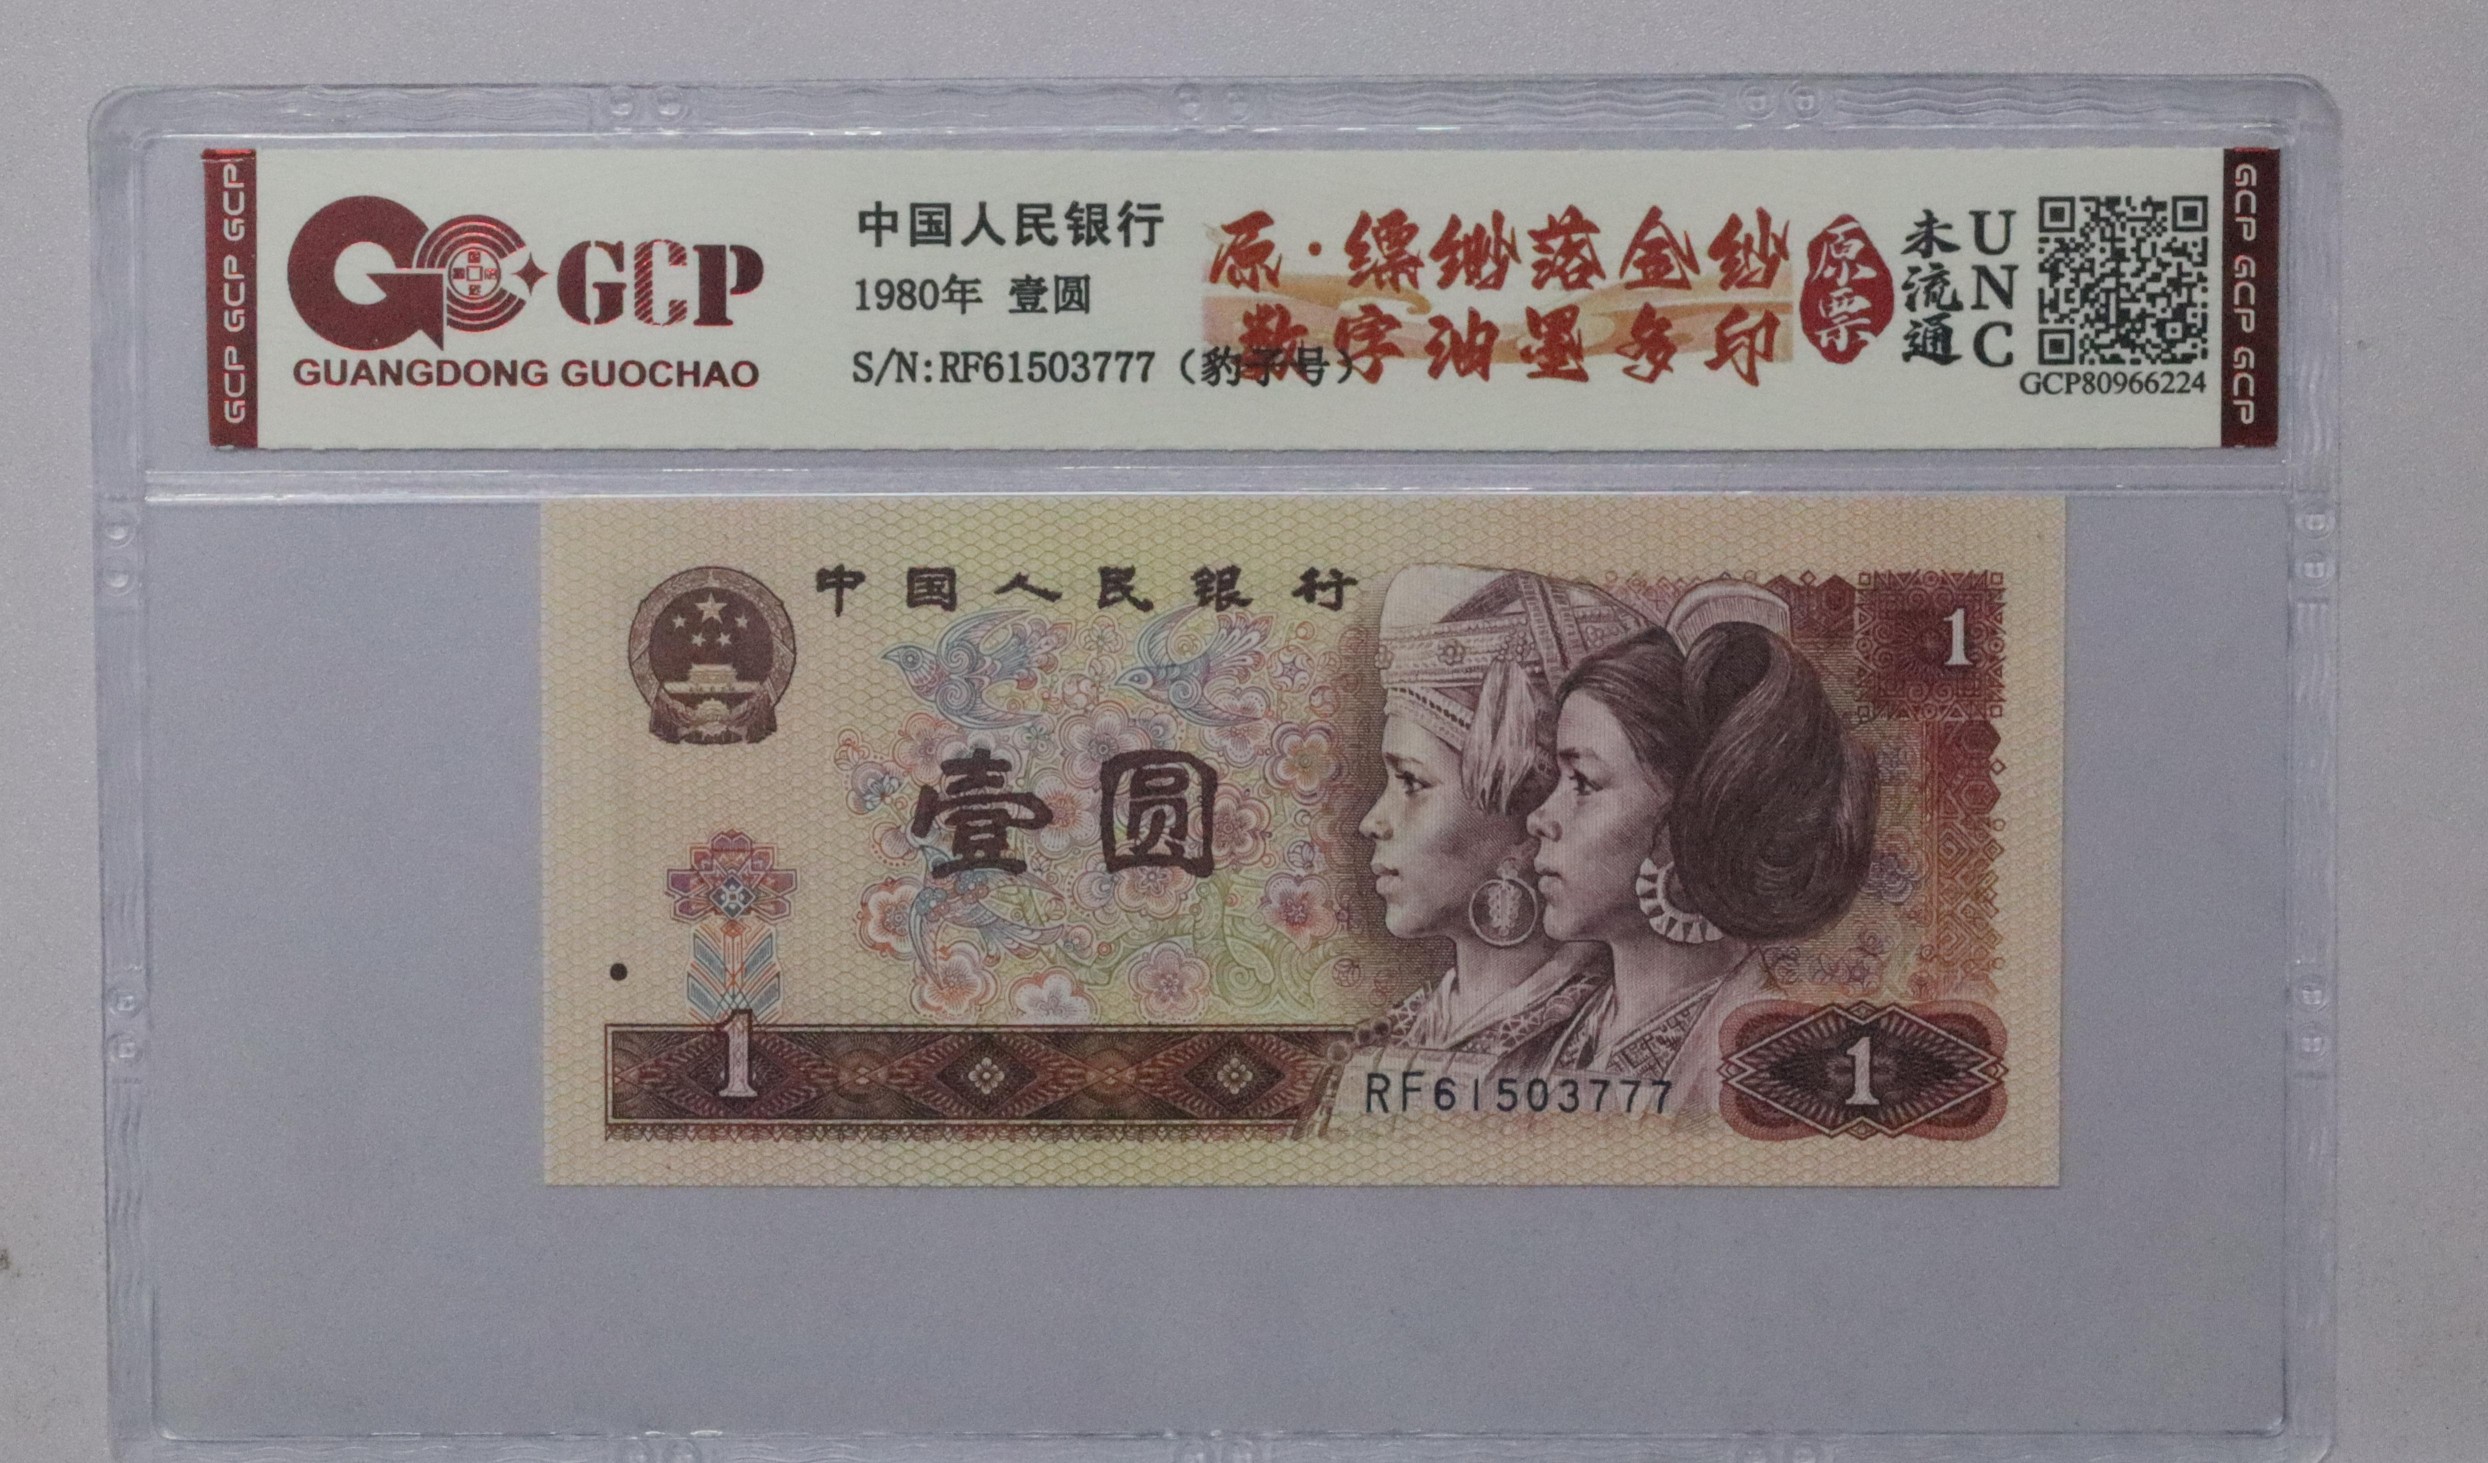 GCP GCP GCP
GCP
GUANGDONG GUOCHAO
中国人民银行
1980年 壹圆
S/N:RF61503777（豹子号）
原·缥缈落金纱
数字油墨多印
原票
未流通
UNC
GCP80966224
GCP GCP GCP
中国人民银行
1
壹圆
1
RF61503777
1